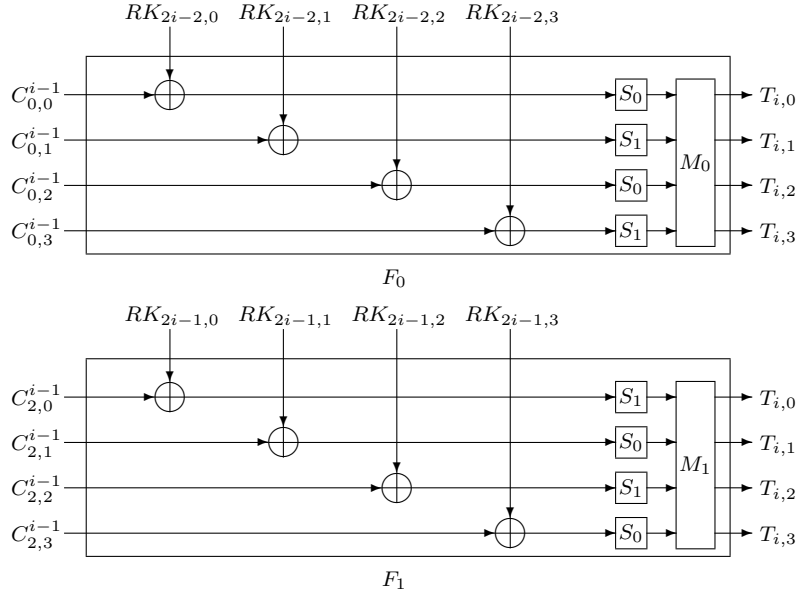 RK_{2i−2,0} RK_{2i−2,1} RK_{2i−2,2} RK_{2i−2,3}
C^{i−1}_{0,0} S_0 T_{i,0}
C^{i−1}_{0,1} S_1 T_{i,1}
M_0
C^{i−1}_{0,2} S_0 T_{i,2}
C^{i−1}_{0,3} S_1 T_{i,3}
F_0
RK_{2i−1,0} RK_{2i−1,1} RK_{2i−1,2} RK_{2i−1,3}
C^{i−1}_{2,0} S_1 T_{i,0}
C^{i−1}_{2,1} S_0 T_{i,1}
M_1
C^{i−1}_{2,2} S_1 T_{i,2}
C^{i−1}_{2,3} S_0 T_{i,3}
F_1